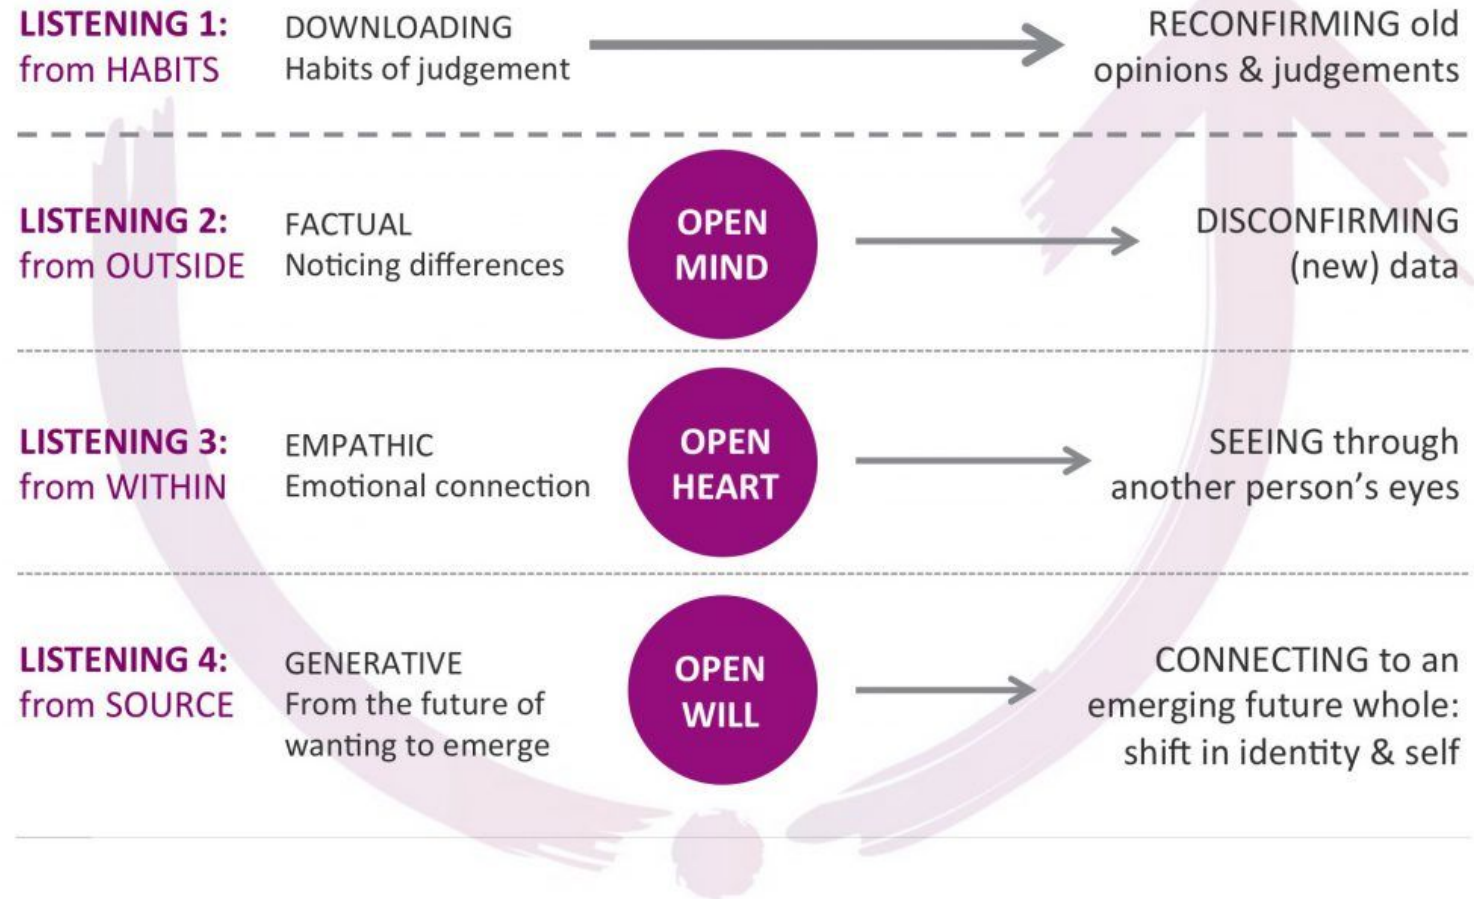 LISTENING 1:
from HABITS
DOWNLOADING
Habits of judgement
RECONFIRMING old
opinions & judgements
LISTENING 2:
from OUTSIDE
FACTUAL
Noticing differences
OPEN
MIND
DISCONFIRMING
(new) data
LISTENING 3:
from WITHIN
EMPATHIC
Emotional connection
OPEN
HEART
SEEING through
another person’s eyes
LISTENING 4:
from SOURCE
GENERATIVE
From the future of
wanting to emerge
OPEN
WILL
CONNECTING to an
emerging future whole:
shift in identity & self